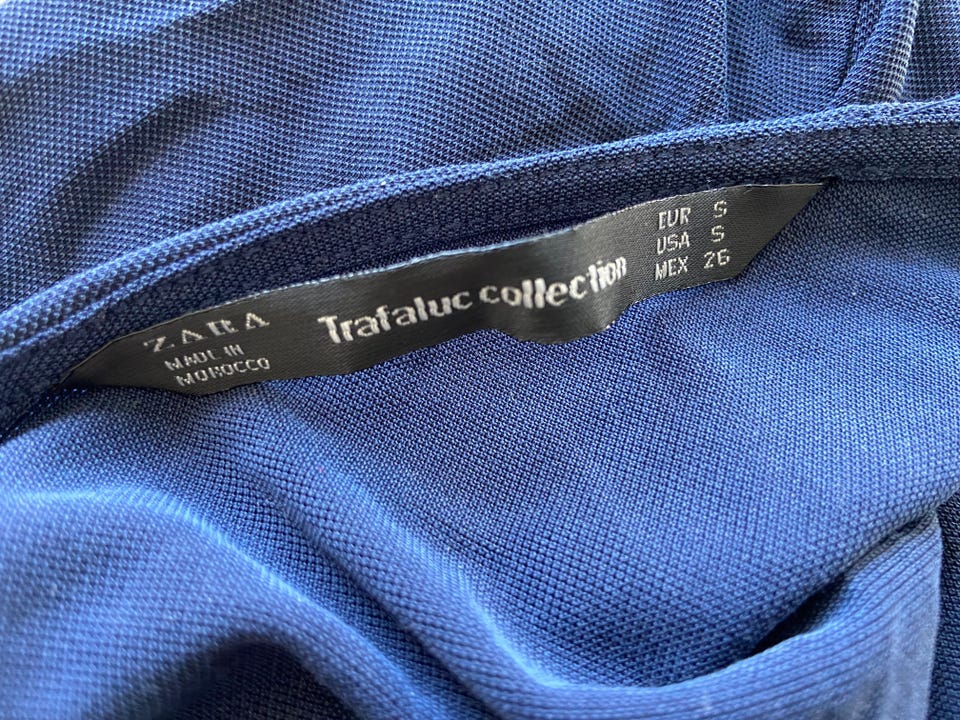 ZARA
MADE IN
MOROCCO
Trafaluc collection
EUR S
USA S
MEX 26